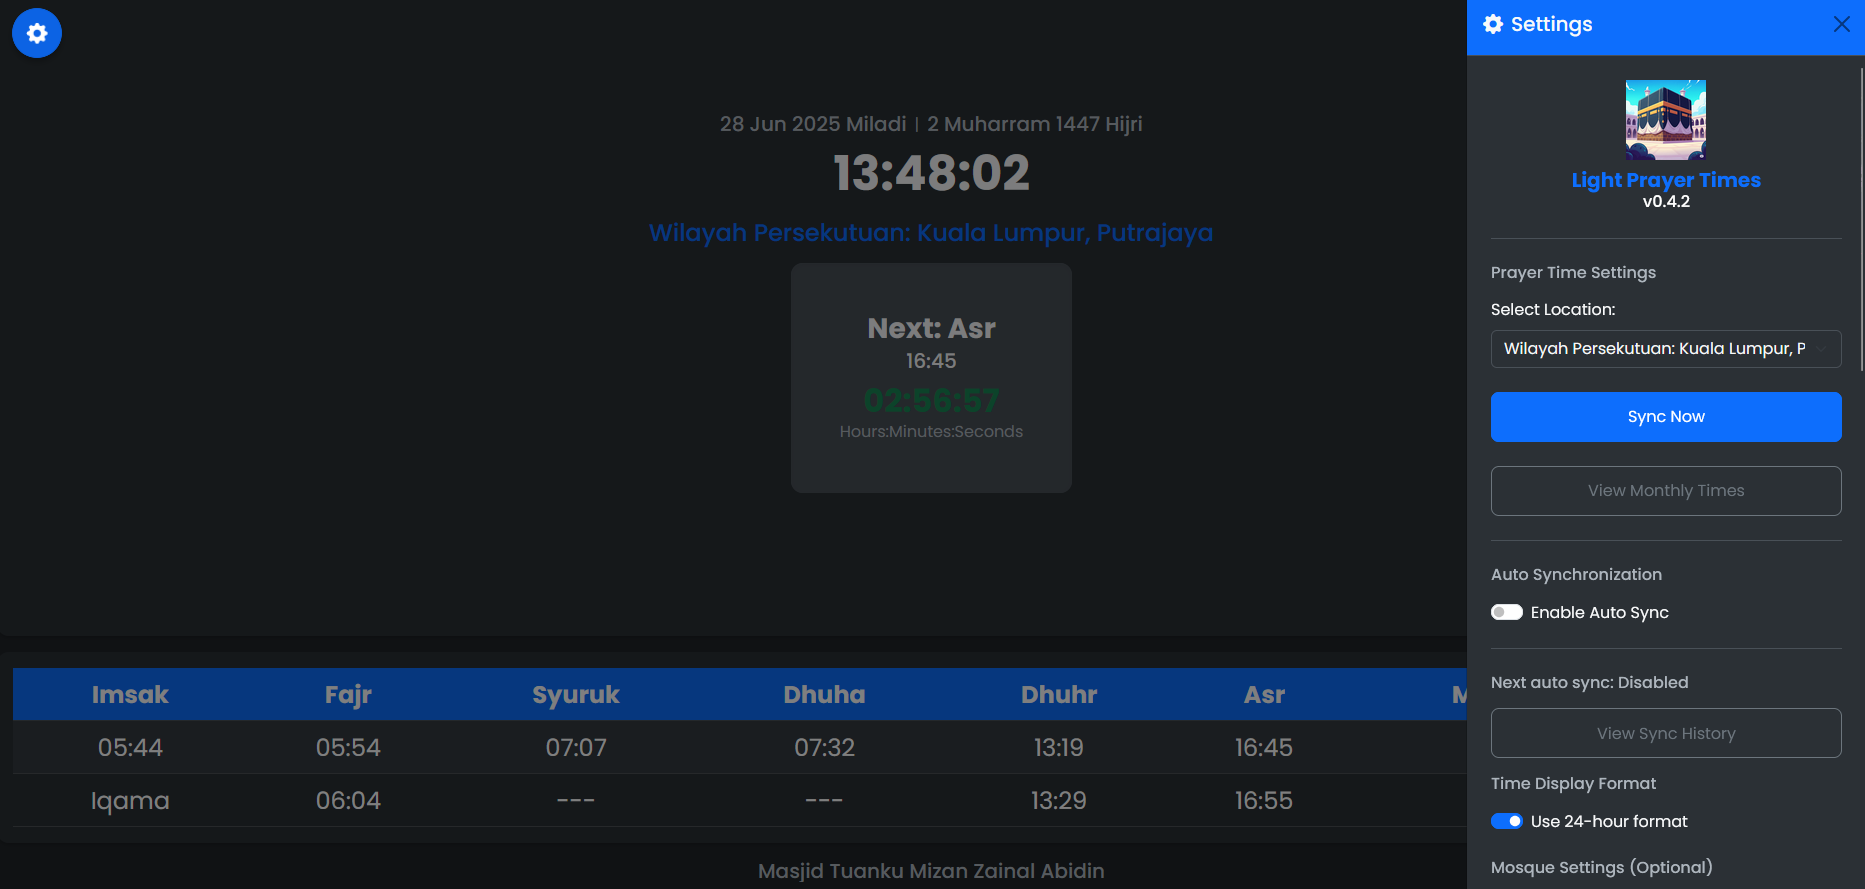 28 Jun 2025 Miladi | 2 Muharram 1447 Hijri
13:48:02
Wilayah Persekutuan: Kuala Lumpur, Putrajaya
Next: Asr
16:45
02:56:57
Hours:Minutes:Seconds
Imsak Fajr Syuruk Dhuha Dhuhr Asr M
05:44 05:54 07:07 07:32 13:19 16:45
Iqama 06:04 --- --- 13:29 16:55
Masjid Tuanku Mizan Zainal Abidin
Settings
Light Prayer Times
v0.4.2
Prayer Time Settings
Select Location:
Wilayah Persekutuan: Kuala Lumpur, P
Sync Now
View Monthly Times
Auto Synchronization
Enable Auto Sync
Next auto sync: Disabled
View Sync History
Time Display Format
Use 24-hour format
Mosque Settings (Optional)